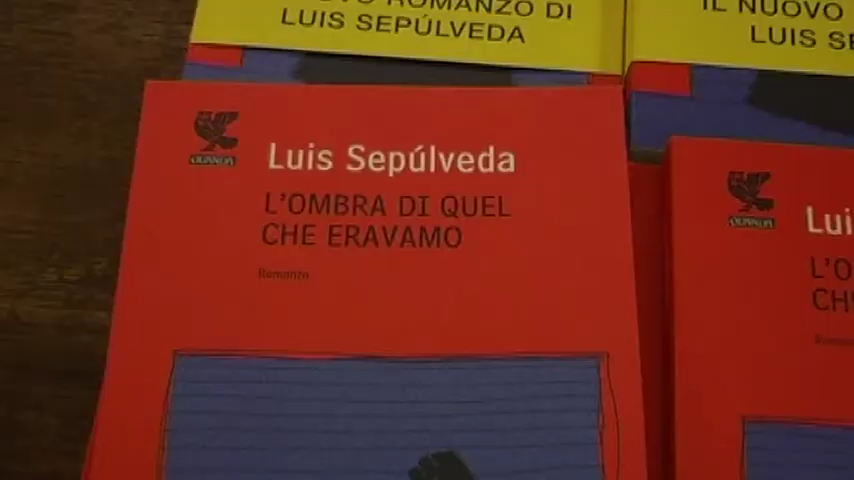 ROMANZO DI
LUIS SEPÚLVEDA
IL NUOVO
LUIS
GUANDA
Luis Sepúlveda
L'OMBRA DI QUEL
CHE ERAVAMO
Romanzo
GUANDA
Lui
L'O
CH